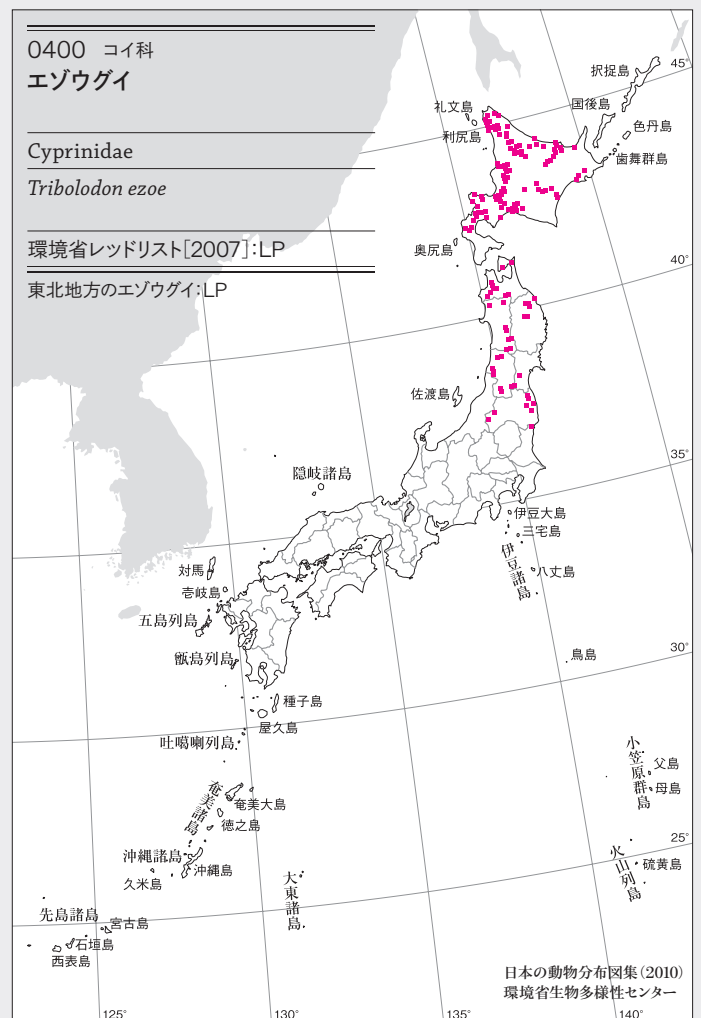 0400 コイ科
エゾウグイ
Cyprinidae
Tribolodon ezoe
環境省レッドリスト[2007]:LP
東北地方のエゾウグイ:LP
択捉島
45°
国後島
礼文島
色丹島
利尻島
歯舞群島
奥尻島
40°
佐渡島
35°
隠岐諸島
伊豆大島
三宅島
伊豆諸島
八丈島
対馬
壱岐島
五島列島
甑島列島
鳥島
30°
種子島
屋久島
吐噶喇列島
小笠原群島
父島
母島
奄美諸島
奄美大島
徳之島
沖縄諸島
沖縄島
久米島
25°
火山列島
硫黄島
大東諸島
先島諸島
宮古島
石垣島
西表島
日本の動物分布図集(2010)
環境省生物多様性センター
125°
130°
135°
140°